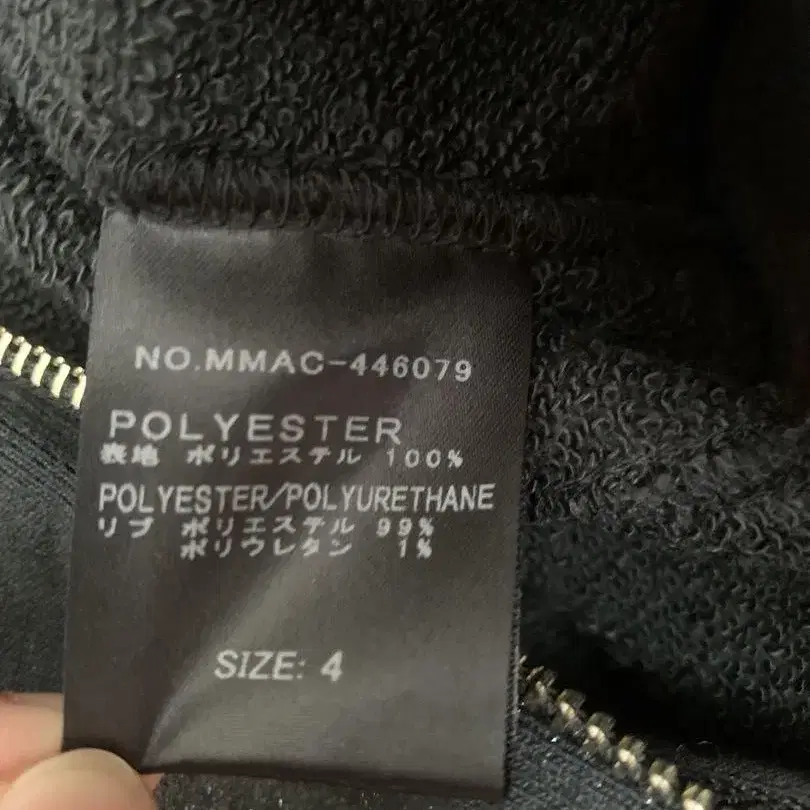 NO.MMAC-446079
POLYESTER
表地 ポリエステル 100%
POLYESTER/POLYURETHANE
リブ ポリエステル 99%
ポリウレタン 1%
SIZE: 4